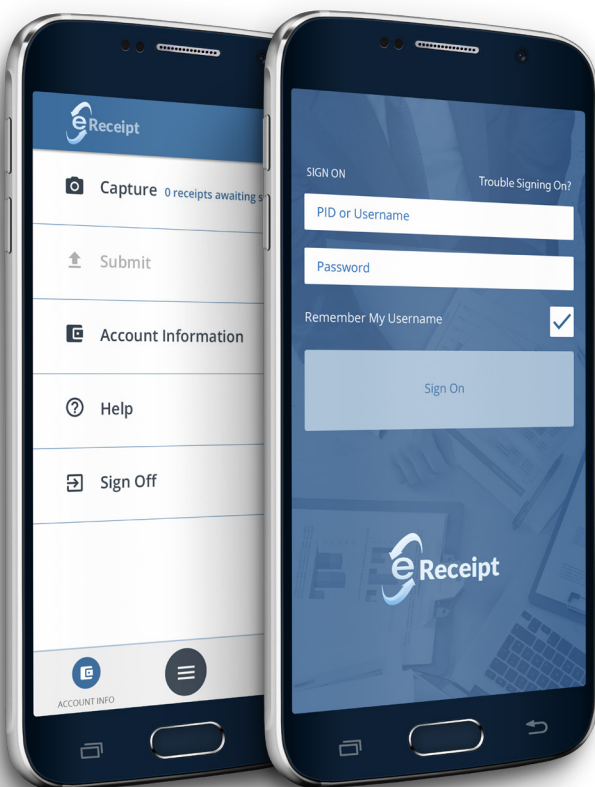 eReceipt
Capture 0 receipts awaiting
Submit
Account Information
Help
Sign Off
ACCOUNT INFO
SIGN ON
Trouble Signing On?
PID or Username
Password
Remember My Username
Sign On
eReceipt